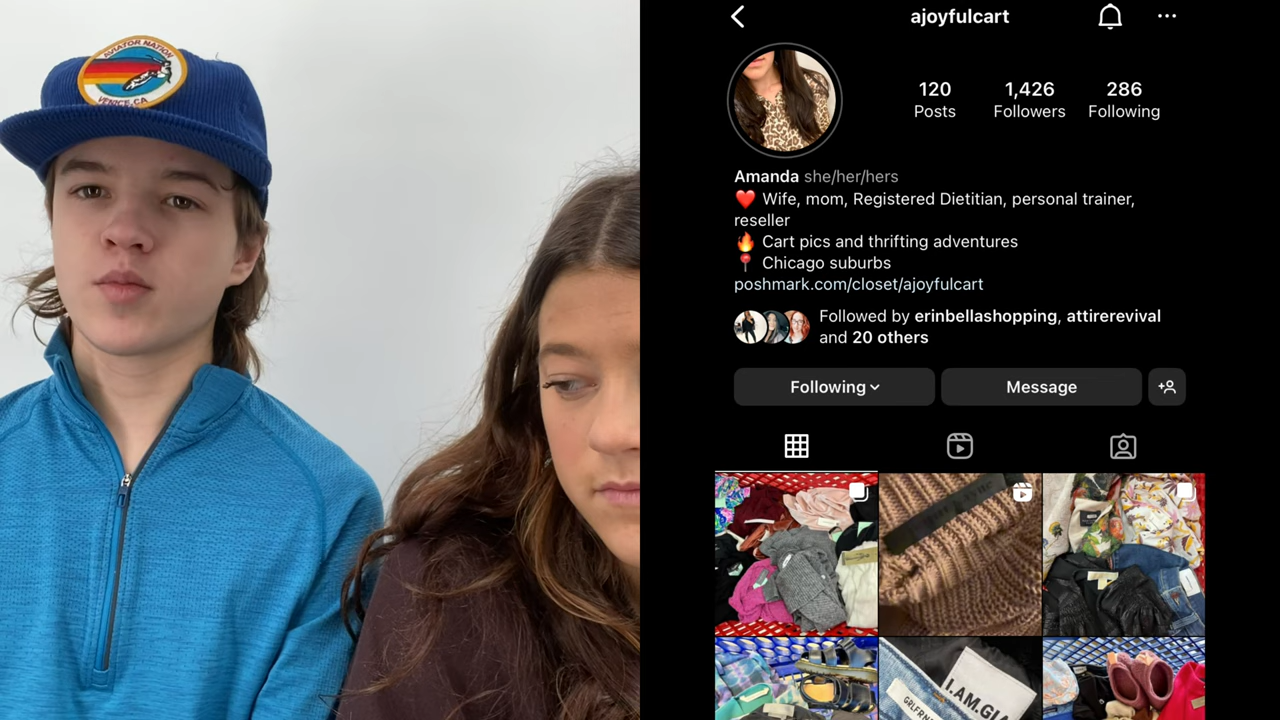 AVIATOR NATION
VENICE, CA
ajoyfulcart
120
1,426
286
Posts
Followers
Following
Amanda she/her/hers
❤️ Wife, mom, Registered Dietitian, personal trainer,
reseller
🔥 Cart pics and thrifting adventures
📍 Chicago suburbs
poshmark.com/closet/ajoyfulcart
Followed by erinbellashopping, attirerevival
and 20 others
Following
Message
I.AM.GIA
GRLFRND